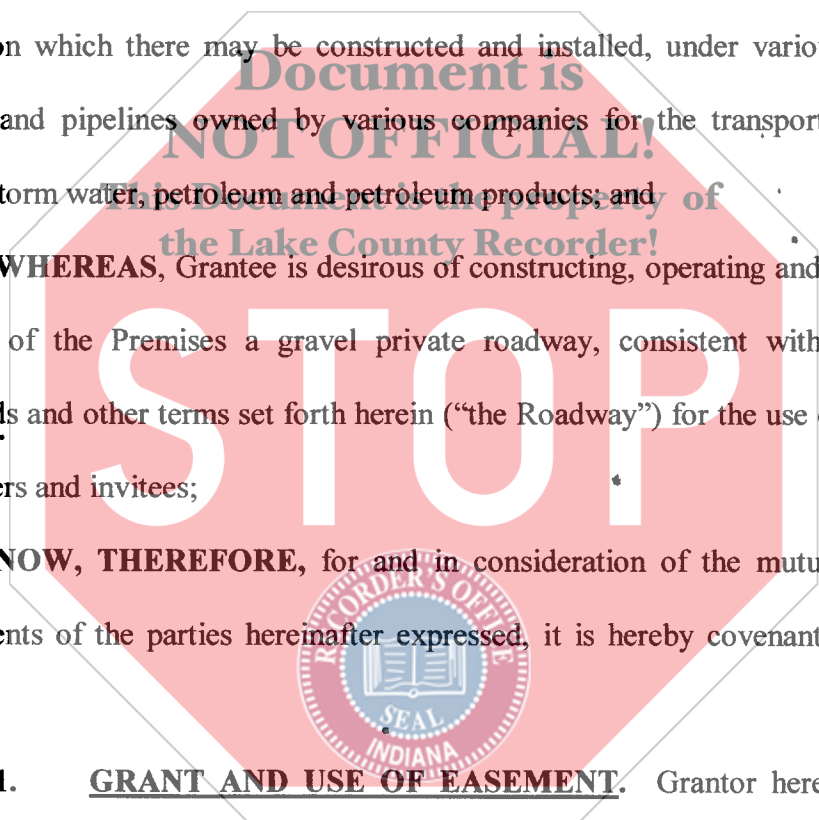 on which there may be constructed and installed, under variou
Document is
and pipelines owned by various companies for the transport
NOT OFFICIAL!
torm water, petroleum and petroleum products; and
This Document is the property of
the Lake County Recorder!
WHEREAS, Grantee is desirous of constructing, operating and
of the Premises a gravel private roadway, consistent with
ds and other terms set forth herein (“the Roadway”) for the use
STOP
ers and invitees;
NOW, THEREFORE, for and in consideration of the mutu
RECORDER'S OFFICE
ents of the parties hereinafter expressed, it is hereby covenant
SEAL
INDIANA
1. GRANT AND USE OF EASEMENT. Grantor here